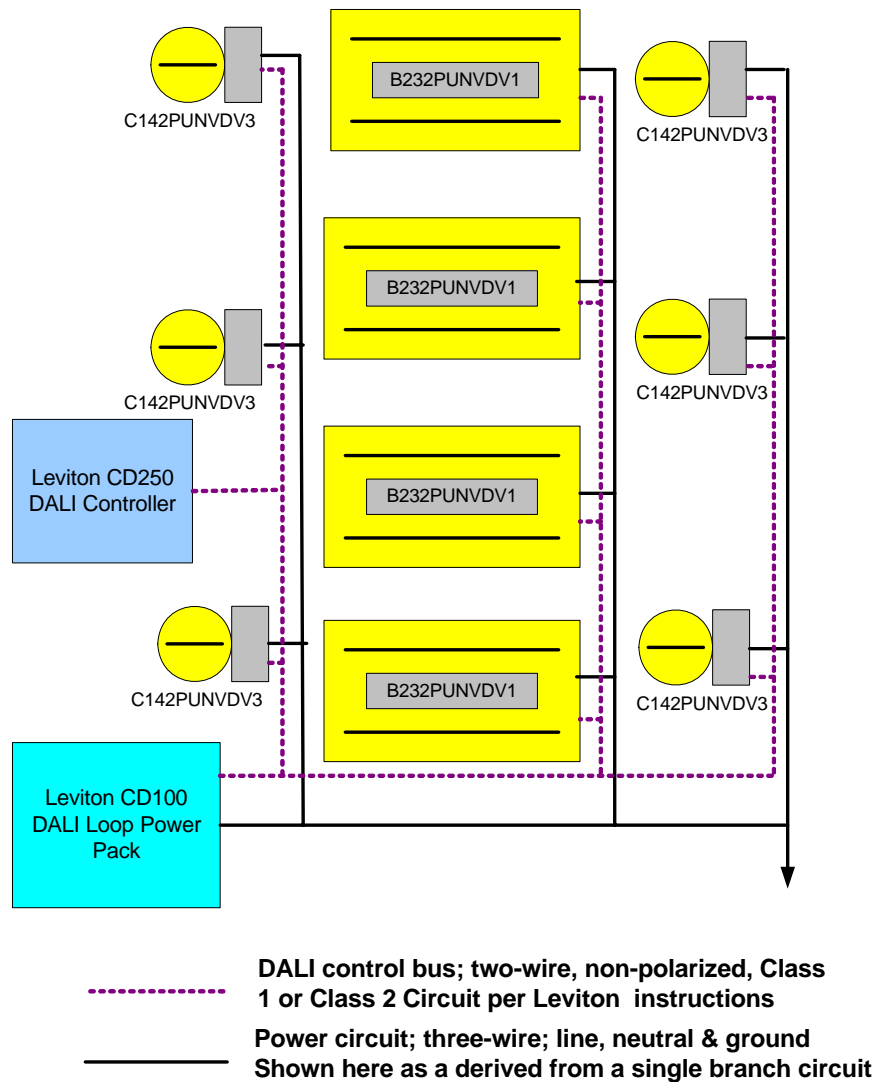 B232PUNVDV1
C142PUNVDV3
C142PUNVDV3
B232PUNVDV1
C142PUNVDV3
C142PUNVDV3
Leviton CD250
DALI Controller
B232PUNVDV1
C142PUNVDV3
B232PUNVDV1
C142PUNVDV3
Leviton CD100
DALI Loop Power
Pack
DALI control bus; two-wire, non-polarized, Class
1 or Class 2 Circuit per Leviton instructions
Power circuit; three-wire; line, neutral & ground
Shown here as a derived from a single branch circuit